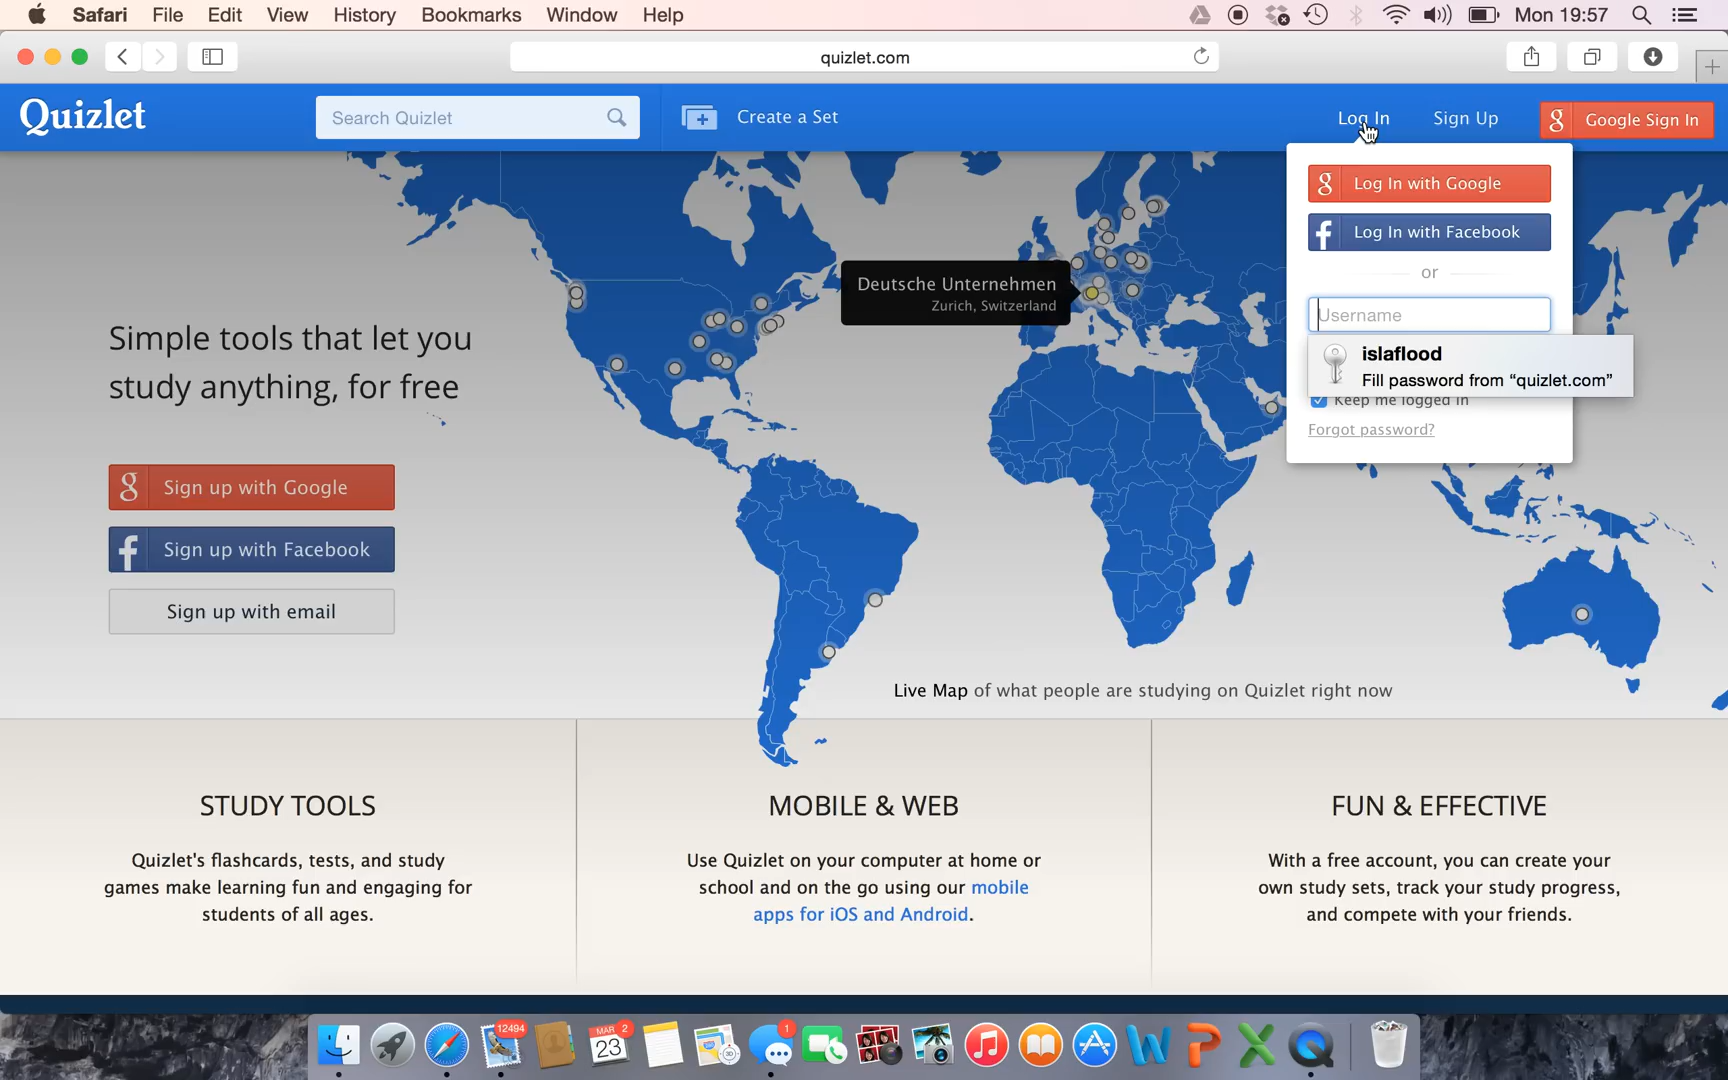 Safari File Edit View History Bookmarks Window Help Mon 19:57
quizlet.com
Quizlet Search Quizlet Create a Set Log In Sign Up g Google Sign In
g Log In with Google
f Log In with Facebook
or
Username
islaflood
Fill password from “quizlet.com”
Keep me logged in
Forgot password?
Deutsche Unternehmen
Zurich, Switzerland
Simple tools that let you
study anything, for free
g Sign up with Google
f Sign up with Facebook
Sign up with email
Live Map of what people are studying on Quizlet right now
STUDY TOOLS
Quizlet's flashcards, tests, and study
games make learning fun and engaging for
students of all ages.
MOBILE & WEB
Use Quizlet on your computer at home or
school and on the go using our mobile
apps for iOS and Android.
FUN & EFFECTIVE
With a free account, you can create your
own study sets, track your study progress,
and compete with your friends.
12494
MAR 2
23
3D
1
W P X